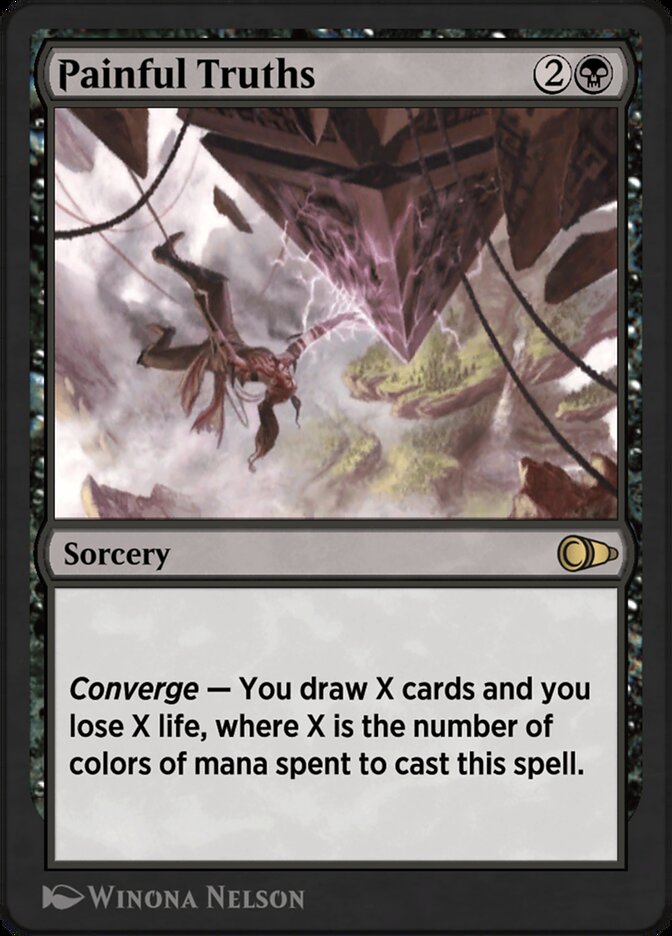 Painful Truths 2
Sorcery
Converge — You draw X cards and you
lose X life, where X is the number of
colors of mana spent to cast this spell.
Winona Nelson